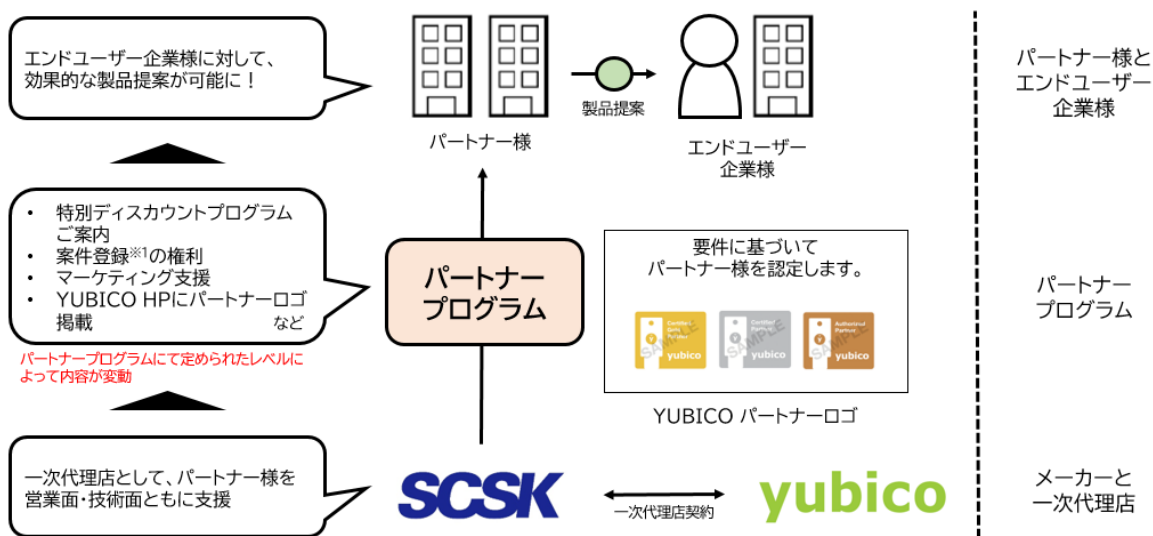 エンドユーザー企業様に対して、
効果的な製品提案が可能に！
パートナー様
製品提案
エンドユーザー
企業様
パートナー様と
エンドユーザー
企業様
• 特別ディスカウントプログラム
ご案内
• 案件登録※1の権利
• マーケティング支援
• YUBICO HPにパートナーロゴ
掲載 など
パートナープログラムにて定められたレベルに
よって内容が変動
パートナー
プログラム
要件に基づいて
パートナー様を認定します。
Certified
Gold
Partner
SAMPLE
yubico
Certified
Partner
SAMPLE
yubico
Authorized
Partner
SAMPLE
yubico
YUBICO パートナーロゴ
パートナー
プログラム
一次代理店として、パートナー様を
営業面・技術面ともに支援
SCSK
一次代理店契約
yubico
メーカーと
一次代理店